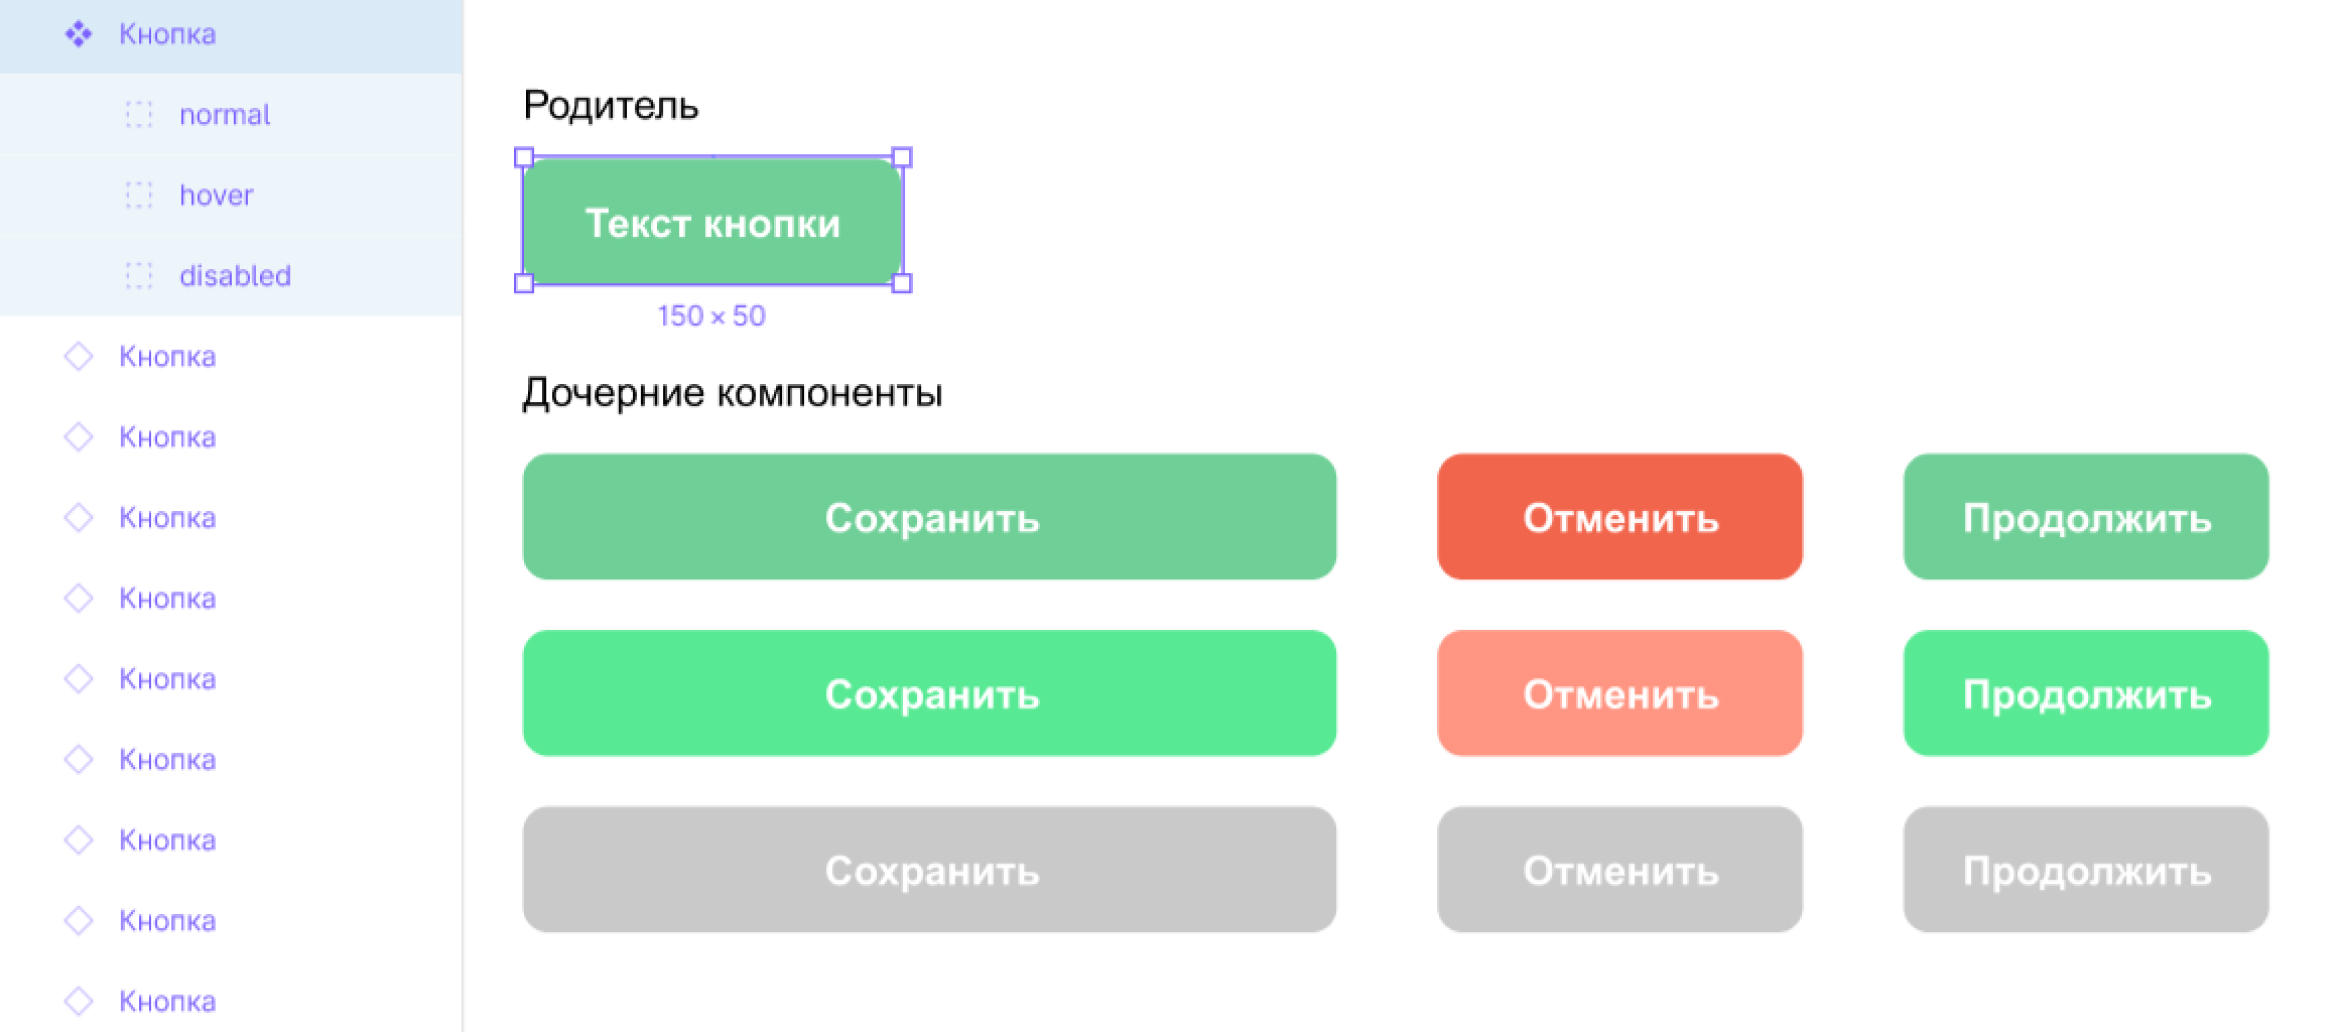 Кнопка
normal
hover
disabled
Кнопка
Кнопка
Кнопка
Кнопка
Кнопка
Кнопка
Кнопка
Кнопка
Кнопка
Родитель
Текст кнопки
150 × 50
Дочерние компоненты
Сохранить Отменить Продолжить
Сохранить Отменить Продолжить
Сохранить Отменить Продолжить